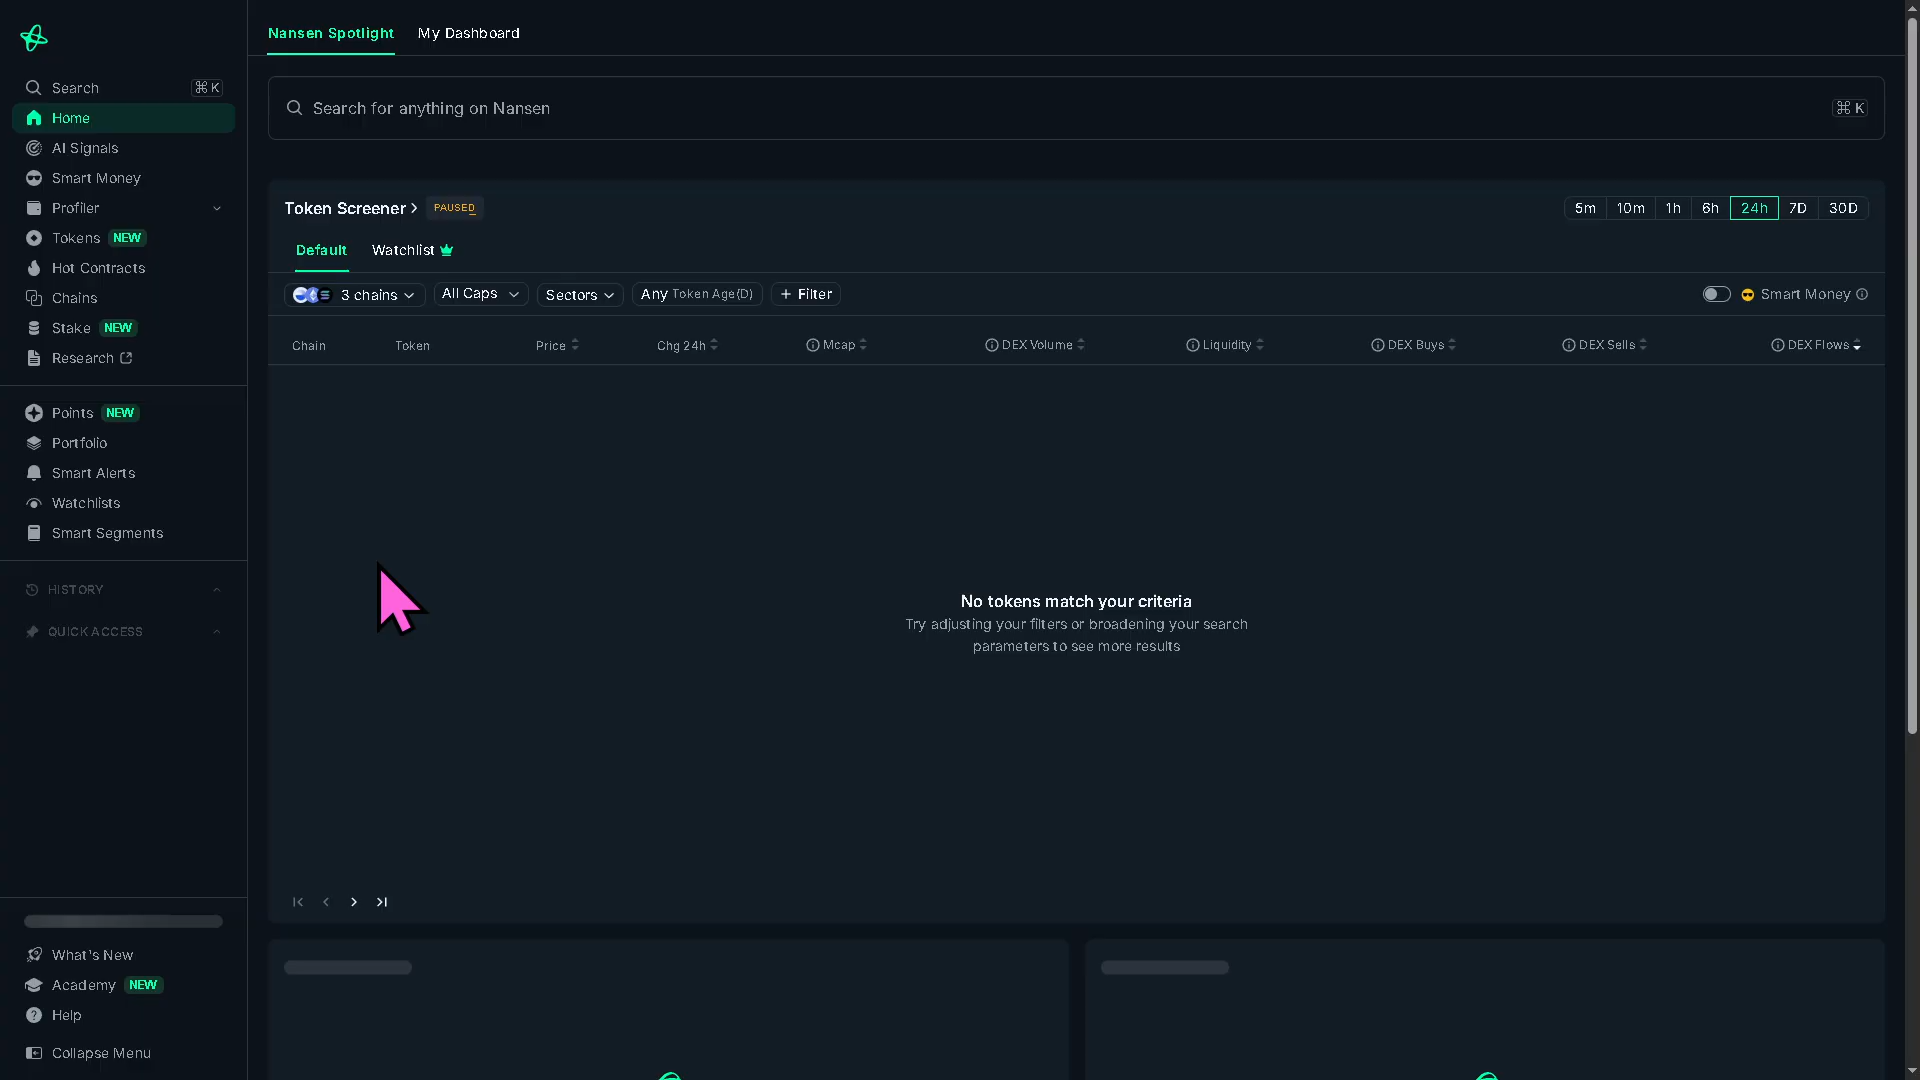 Nansen Spotlight My Dashboard
Search ⌘ K
Search for anything on Nansen ⌘ K
Home
AI Signals
Smart Money
Profiler
Tokens NEW
Hot Contracts
Chains
Stake NEW
Research
Points NEW
Portfolio
Smart Alerts
Watchlists
Smart Segments
HISTORY
QUICK ACCESS
What's New
Academy NEW
Help
Collapse Menu
Token Screener PAUSED
5m 10m 1h 6h 24h 7D 30D
Default Watchlist
3 chains All Caps Sectors Any Token Age(D) + Filter
Smart Money
Chain Token Price Chg 24h Mcap DEX Volume Liquidity DEX Buys DEX Sells DEX Flows
No tokens match your criteria
Try adjusting your filters or broadening your search
parameters to see more results